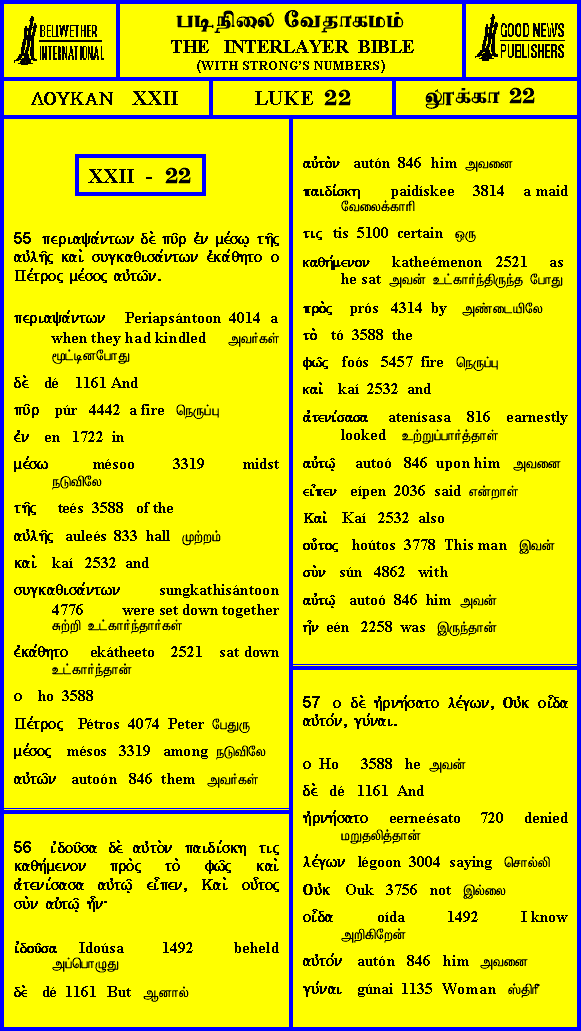 BELLWETHER
INTERNATIONAL
படிநிலை வேதாகமம்
THE INTERLAYER BIBLE
(WITH STRONG'S NUMBERS)
GOOD NEWS
PUBLISHERS
ΛΟΥΚΑΝ XXII
LUKE 22
லூக்கா 22
XXII - 22
55 περιαψάντων δὲ πῦρ ἐν μέσῳ τῆς
αὐλῆς καὶ συγκαθισάντων ἐκάθητο ο
Πέτρος μέσος αὐτῶν.
περιαψάντων Periapsántoon 4014 a
when they had kindled அவர்கள்
மூட்டினபோது
δὲ dé 1161 And
πῦρ púr 4442 a fire நெருப்பு
ἐν en 1722 in
μέσω mésoo 3319 midst
நடுவிலே
τῆς teés 3588 of the
αὐλῆς auleés 833 hall முற்றம்
καὶ kaí 2532 and
συγκαθισάντων sungkathisántoon
4776 were set down together
சுற்றி உட்கார்ந்தார்கள்
ἐκάθητο ekátheeto 2521 sat down
உட்கார்ந்தான்
ο ho 3588
Πέτρος Pétros 4074 Peter பேதுரு
μέσος mésos 3319 among நடுவிலே
αὐτῶν autoón 846 them அவர்கள்
56 ἰδοῦσα δὲ αὐτὸν παιδίσκη τις
καθήμενον πρὸς τὸ φῶς καὶ
ἀτενίσασα αὐτῷ εἶπεν, Καὶ οὗτος
σὺν αὐτῷ ἦν·
ἰδοῦσα Idoúsa 1492 beheld
அப்பொழுது
δὲ dé 1161 But ஆனால்
αὐτὸν autón 846 him அவனை
παιδίσκη paidískee 3814 a maid
வேலைக்காரி
τις tis 5100 certain ஒரு
καθήμενον katheémenon 2521 as
he sat அவன் உட்கார்ந்திருந்த போது
πρὸς prós 4314 by அண்டையிலே
τὸ tó 3588 the
φῶς foós 5457 fire நெருப்பு
καὶ kaí 2532 and
ἀτενίσασα atenísasa 816 earnestly
looked உற்றுப்பார்த்தாள்
αὐτῷ autoó 846 upon him அவனை
εἶπεν eípen 2036 said என்றாள்
Καὶ Kaí 2532 also
οὗτος hoútos 3778 This man இவன்
σὺν sún 4862 with
αὐτῷ autoó 846 him அவன்
ἦν eén 2258 was இருந்தான்
57 ο δὲ ἠρνήσατο λέγων, Οὐκ οἶδα
αὐτόν, γύναι.
ο Ho 3588 he அவன்
δὲ dé 1161 And
ἠρνήσατο eerneésato 720 denied
மறுதலித்தான்
λέγων légoon 3004 saying சொல்லி
Οὐκ Ouk 3756 not இல்லை
οἶδα oída 1492 I know
அறிகிறேன்
αὐτόν autón 846 him அவனை
γύναι gúnai 1135 Woman ஸ்திரீ